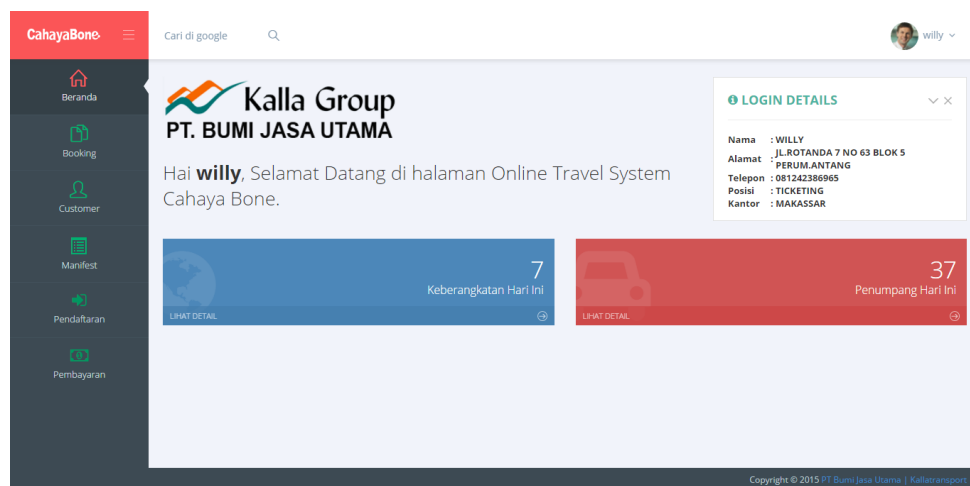 CahayaBone
Cari di google
willy
Beranda
Booking
Customer
Manifest
Pendaftaran
Pembayaran
Kalla Group
PT. BUMI JASA UTAMA
Hai willy, Selamat Datang di halaman Online Travel System
Cahaya Bone.
LOGIN DETAILS
Nama : WILLY
Alamat : JL.ROTANDA 7 NO 63 BLOK 5
PERUM.ANTANG
Telepon : 081242386965
Posisi : TICKETING
Kantor : MAKASSAR
7
Keberangkatan Hari Ini
LIHAT DETAIL
37
Penumpang Hari Ini
LIHAT DETAIL
Copyright © 2015 PT Bumi Jasa Utama | Kallatransport